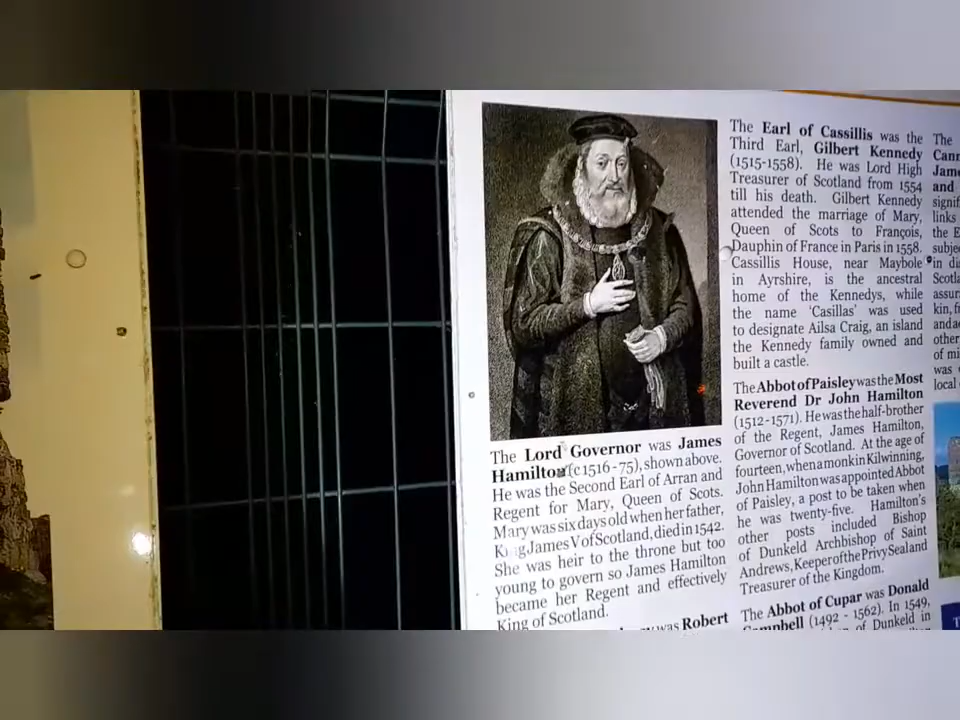 The Lord Governor was James
Hamilton (c1516-75), shown above.
He was the Second Earl of Arran and
Regent for Mary, Queen of Scots.
Mary was six days old when her father,
King James V of Scotland, died in 1542.
She was heir to the throne but too
young to govern so James Hamilton
became her Regent and effectively
King of Scotland.
was Robert
The Earl of Cassillis was the
Third Earl, Gilbert Kennedy
(1515-1558). He was Lord High
Treasurer of Scotland from 1554
till his death. Gilbert Kennedy
attended the marriage of Mary,
Queen of Scots to François,
Dauphin of France in Paris in 1558.
Cassillis House, near Maybole
in Ayrshire, is the ancestral
home of the Kennedys, while
the name 'Casillas' was used
to designate Ailsa Craig, an island
the Kennedy family owned and
built a castle.
The Abbot of Paisley was the Most
Reverend Dr John Hamilton
(1512-1571). He was the half-brother
of the Regent, James Hamilton,
Governor of Scotland. At the age of
fourteen, when a monk in Kilwinning,
John Hamilton was appointed Abbot
of Paisley, a post to be taken when
he was twenty-five. Hamilton's
other posts included Bishop
of Dunkeld Archbishop of Saint
Andrews, Keeper of the Privy Seal and
Treasurer of the Kingdom.
The Abbot of Cupar was Donald
Campbell (1492 - 1562). In 1549,
of Dunkeld in
The
and
links
the E
in di
was
local